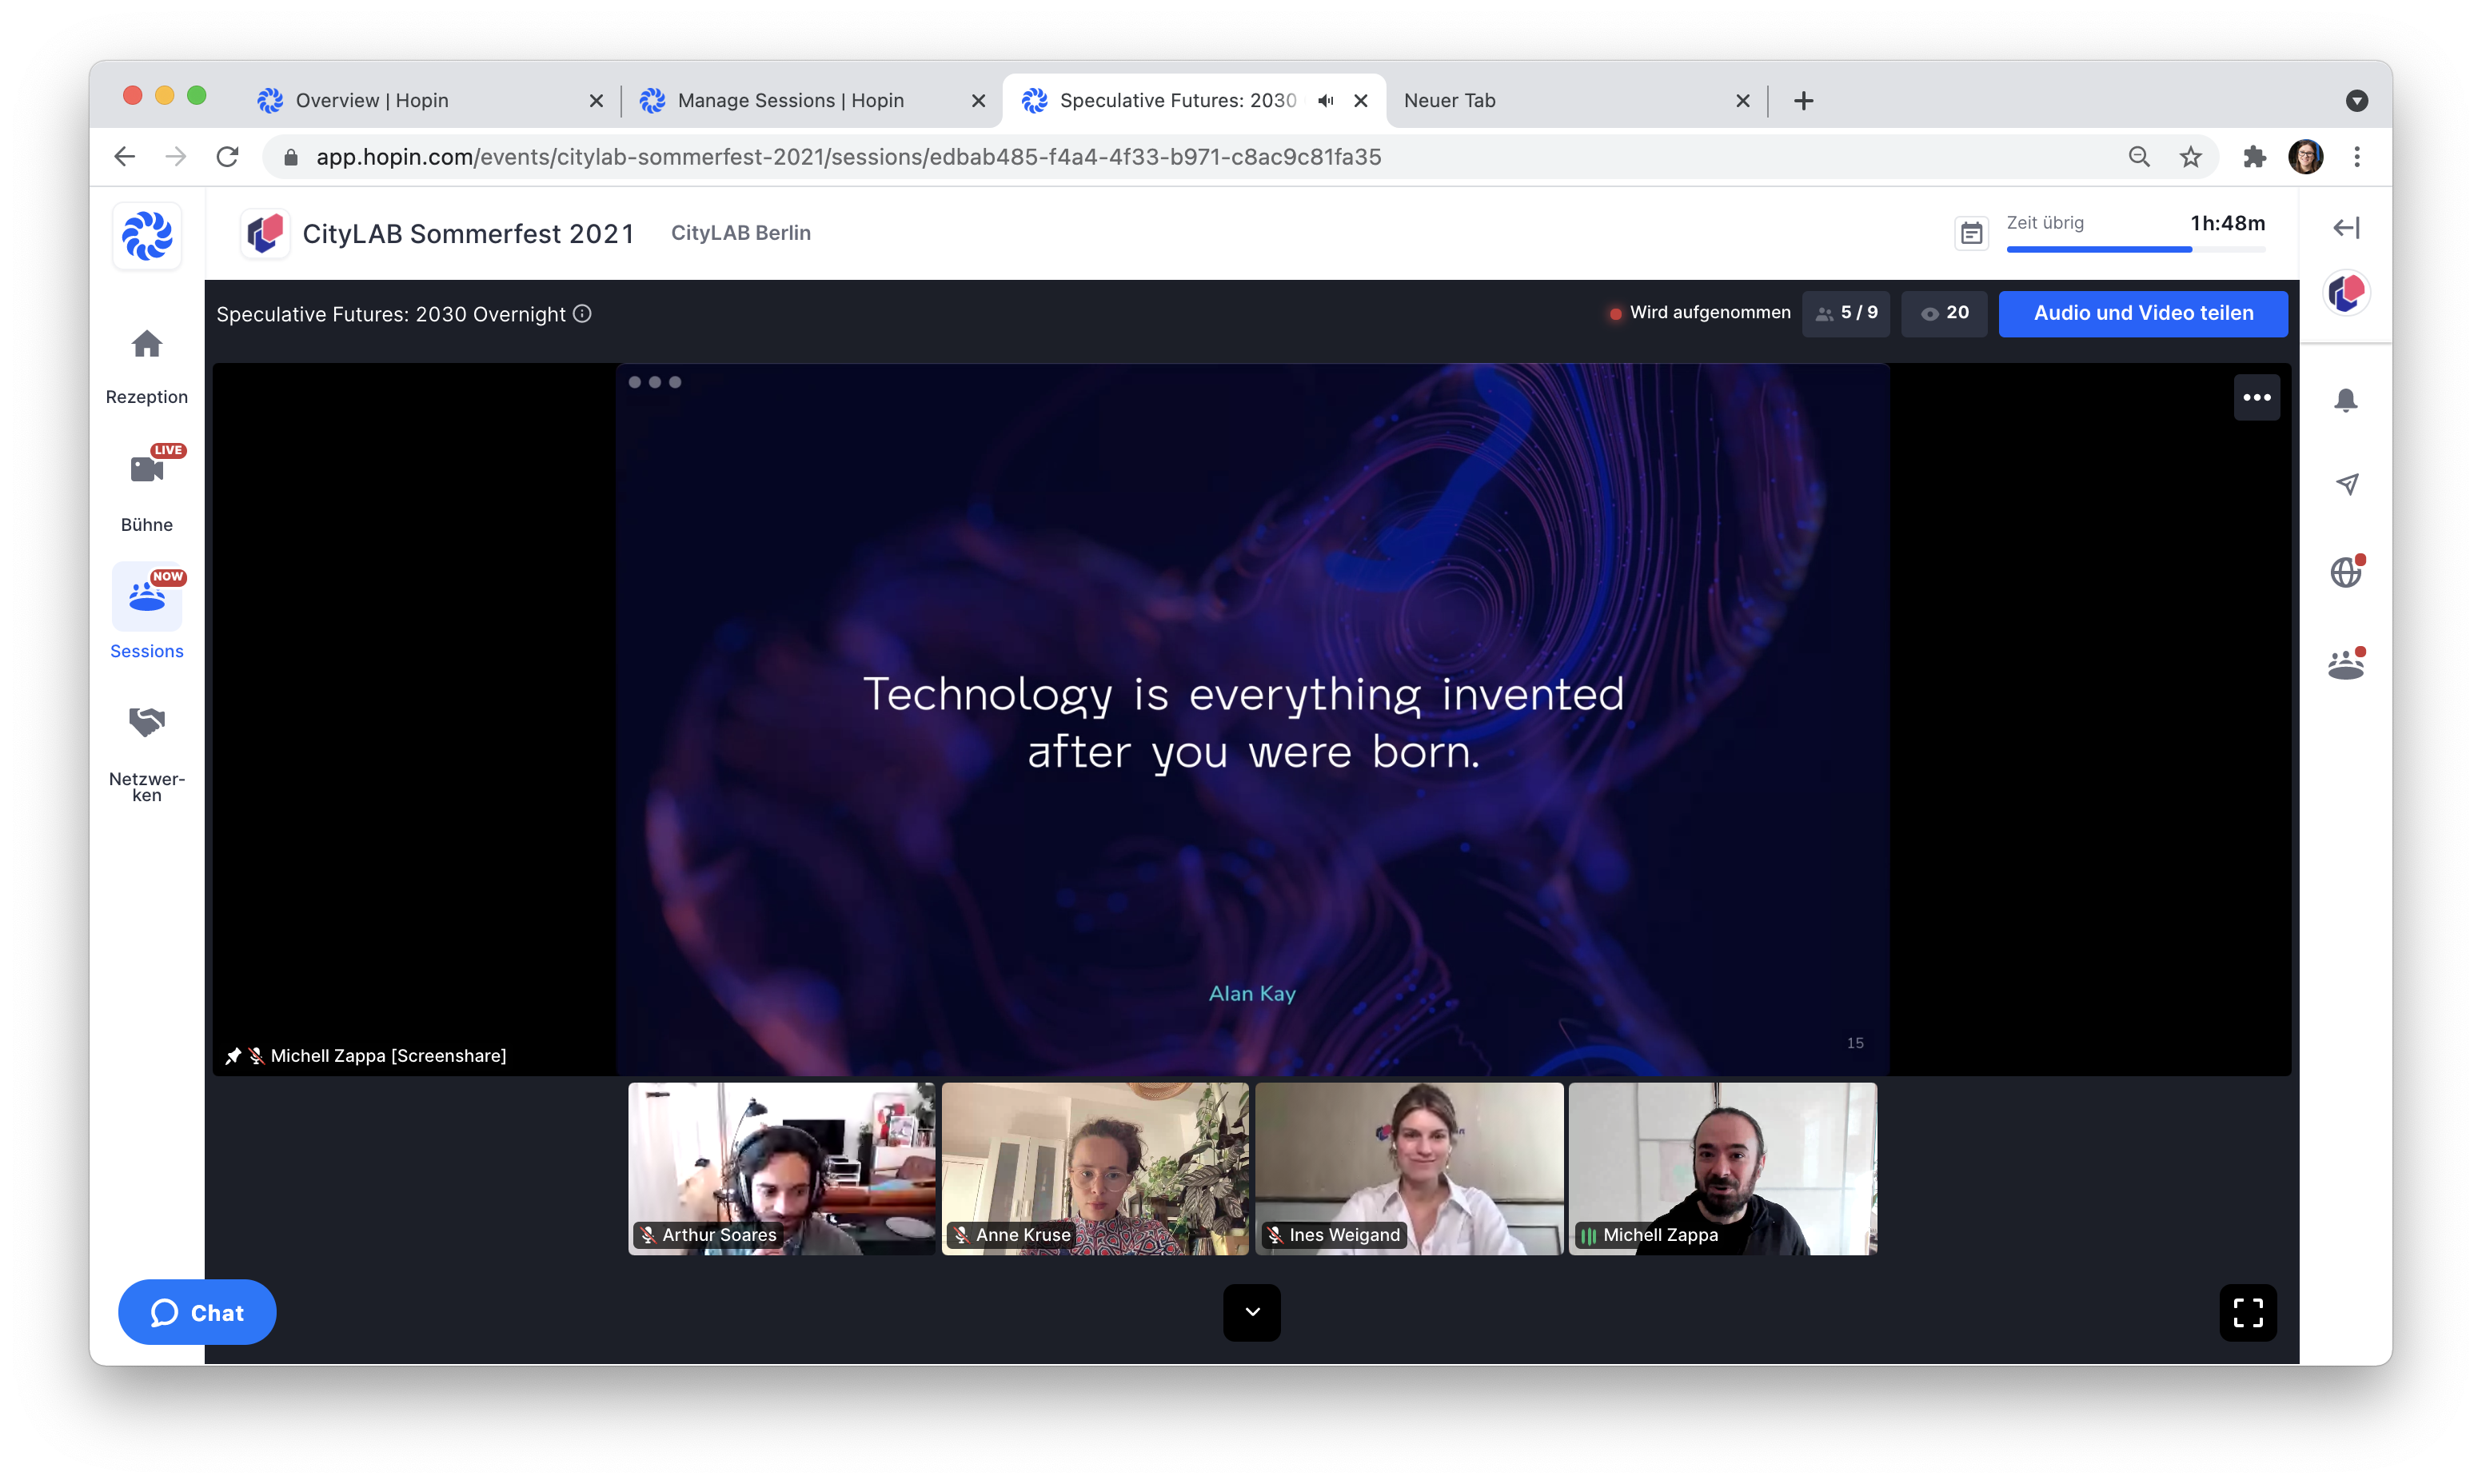 Overview | Hopin
Manage Sessions | Hopin
Speculative Futures: 2030
Neuer Tab
app.hopin.com/events/citylab-sommerfest-2021/sessions/edbab485-f4a4-4f33-b971-c8ac9c81fa35
CityLAB Sommerfest 2021
CityLAB Berlin
Zeit übrig
1h:48m
Speculative Futures: 2030 Overnight
Wird aufgenommen
5 / 9
20
Audio und Video teilen
Rezeption
LIVE
Bühne
NOW
Sessions
Netzwer-
ken
Technology is everything invented
after you were born.
Alan Kay
15
Michell Zappa [Screenshare]
Arthur Soares
Anne Kruse
Ines Weigand
Michell Zappa
Chat